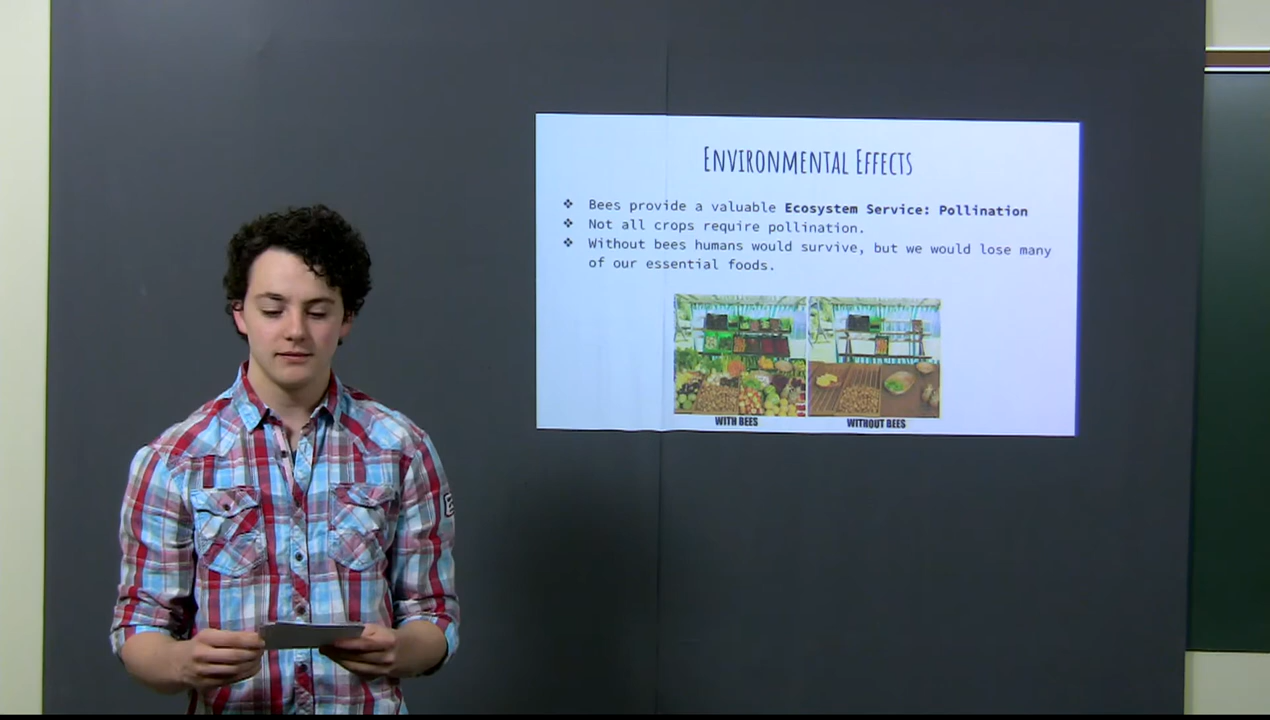 ENVIRONMENTAL EFFECTS
❖ Bees provide a valuable Ecosystem Service: Pollination
❖ Not all crops require pollination.
❖ Without bees humans would survive, but we would lose many
of our essential foods.
WITH BEES
WITHOUT BEES